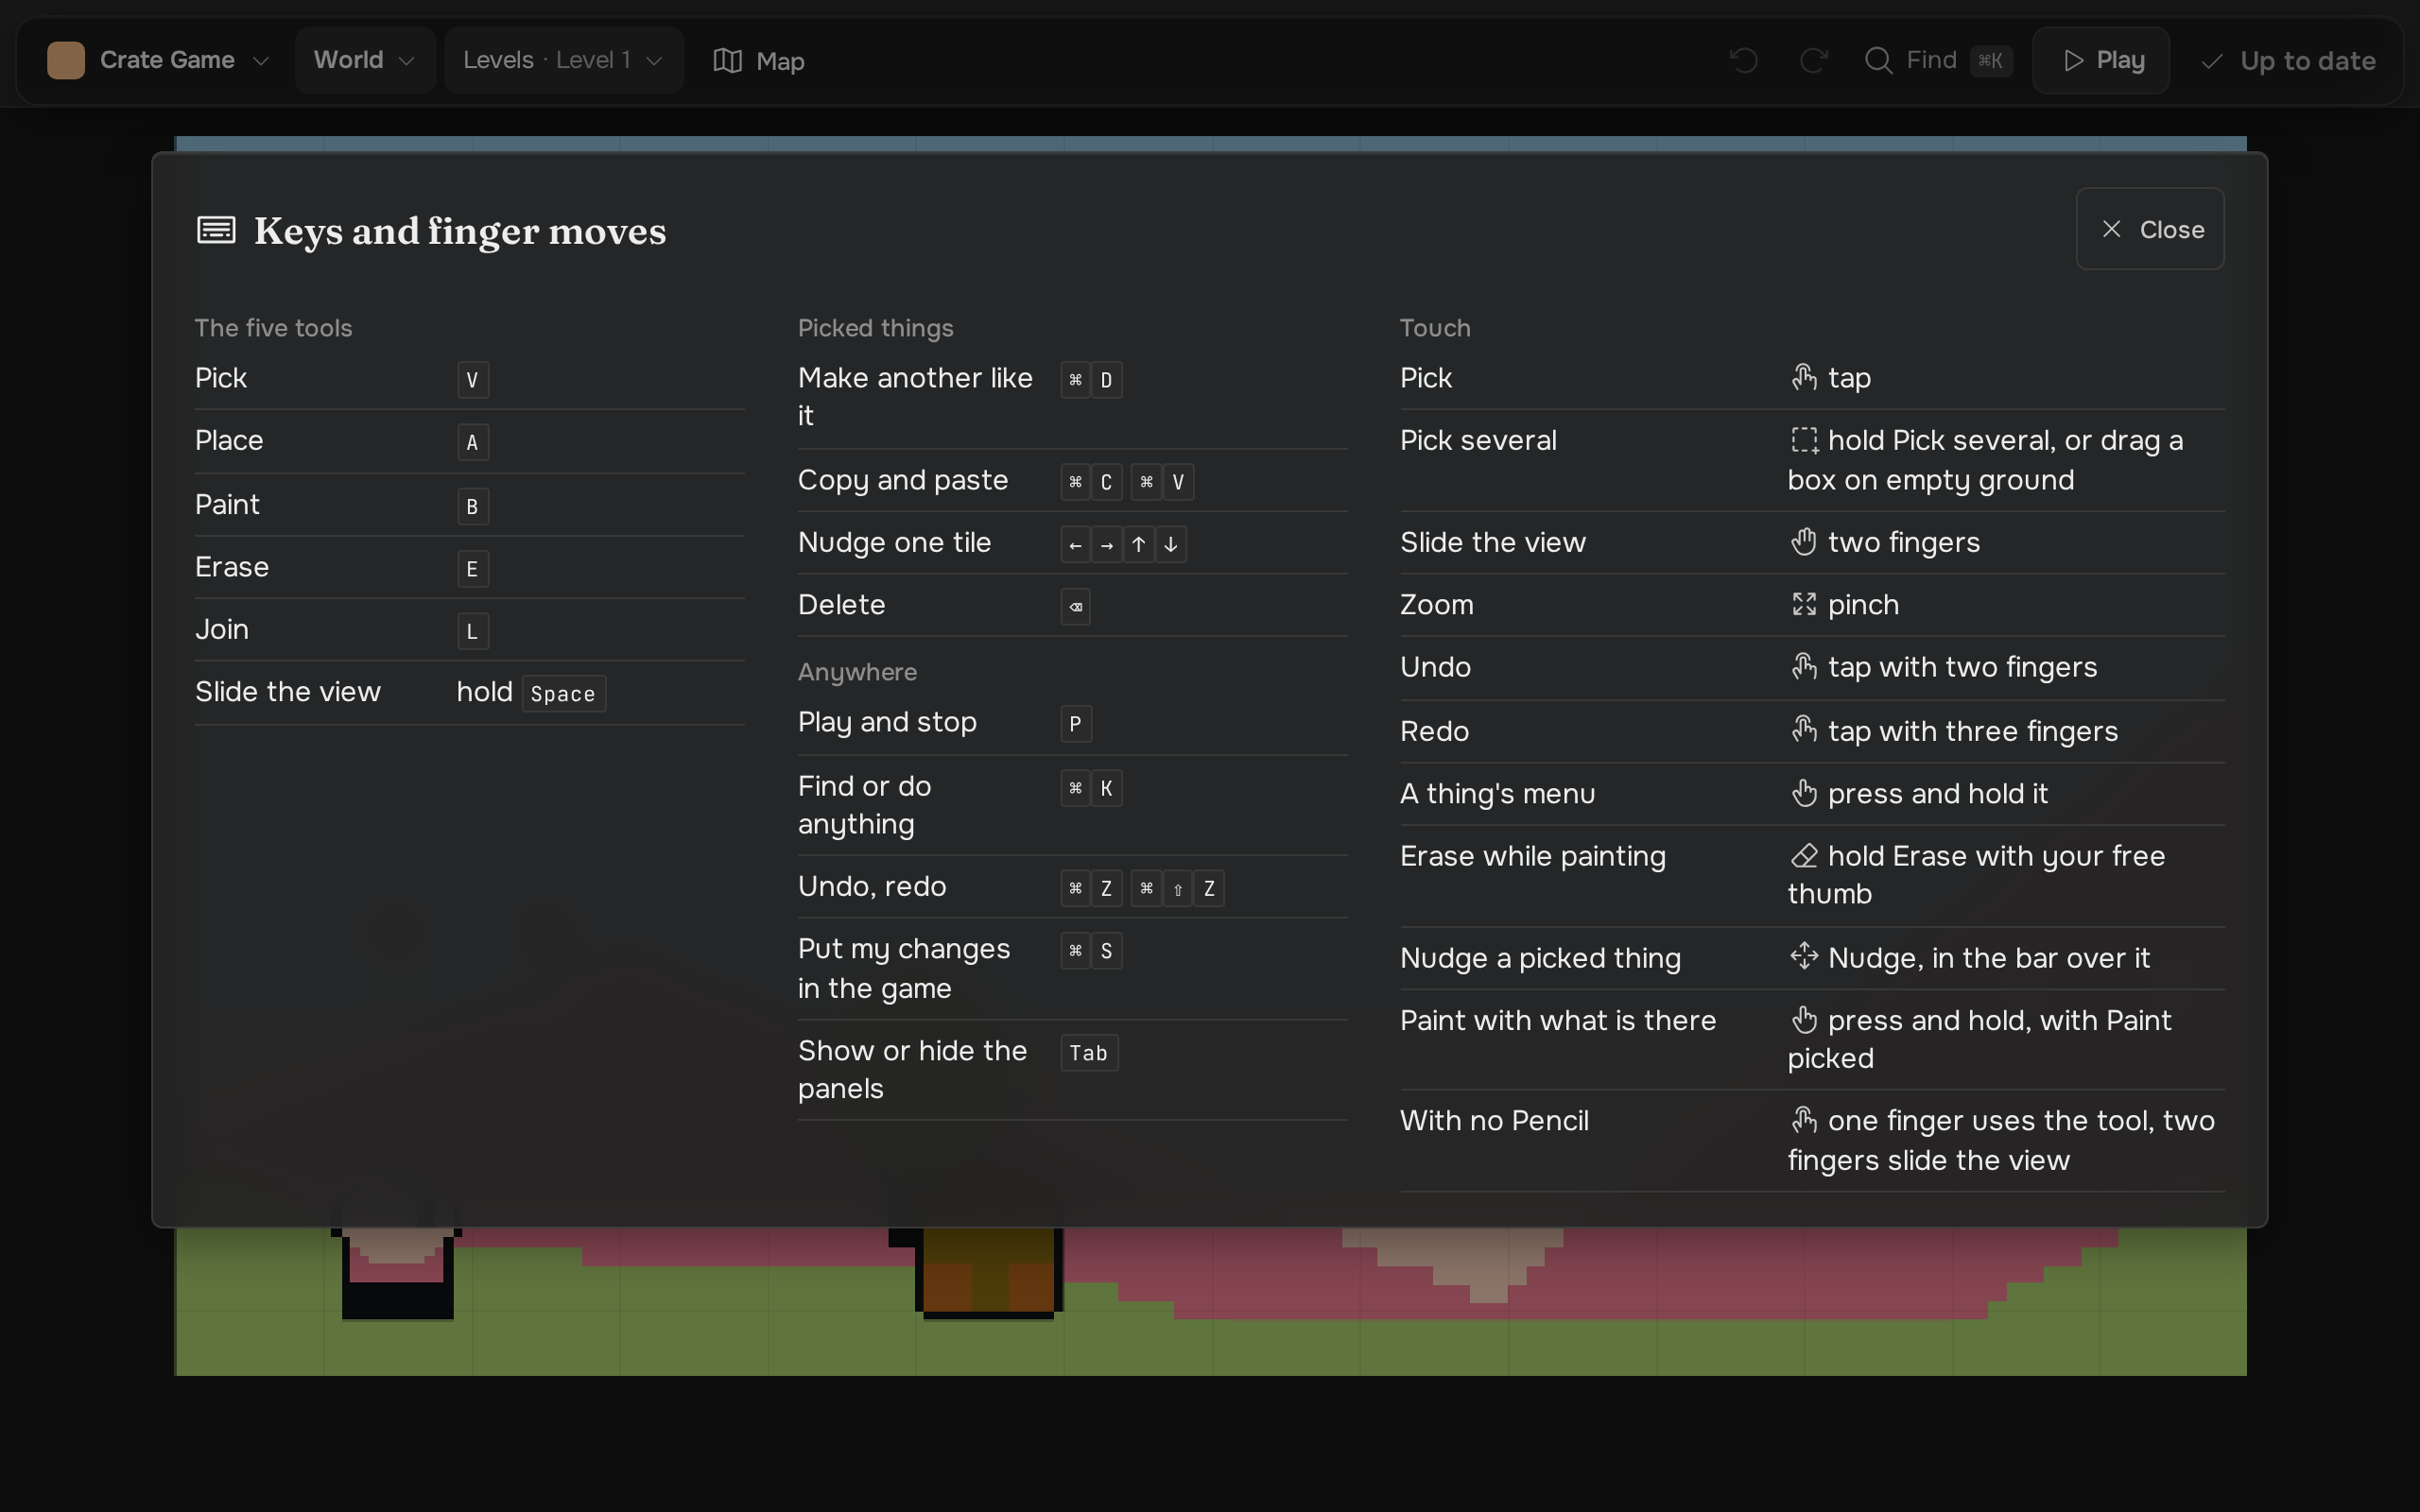 Crate Game
World
Levels · Level 1
Map
Find ⌘K
Play
Up to date
Keys and finger moves
Close
The five tools
Pick V
Place A
Paint B
Erase E
Join L
Slide the view hold Space
Picked things
Make another like ⌘ D
it
Copy and paste ⌘ C ⌘ V
Nudge one tile ← → ↑ ↓
Delete ⌫
Anywhere
Play and stop P
Find or do ⌘ K
anything
Undo, redo ⌘ Z ⌘ ⇧ Z
Put my changes ⌘ S
in the game
Show or hide the Tab
panels
Touch
Pick tap
Pick several hold Pick several, or drag a
box on empty ground
Slide the view two fingers
Zoom pinch
Undo tap with two fingers
Redo tap with three fingers
A thing's menu press and hold it
Erase while painting hold Erase with your free
thumb
Nudge a picked thing Nudge, in the bar over it
Paint with what is there press and hold, with Paint
picked
With no Pencil one finger uses the tool, two
fingers slide the view